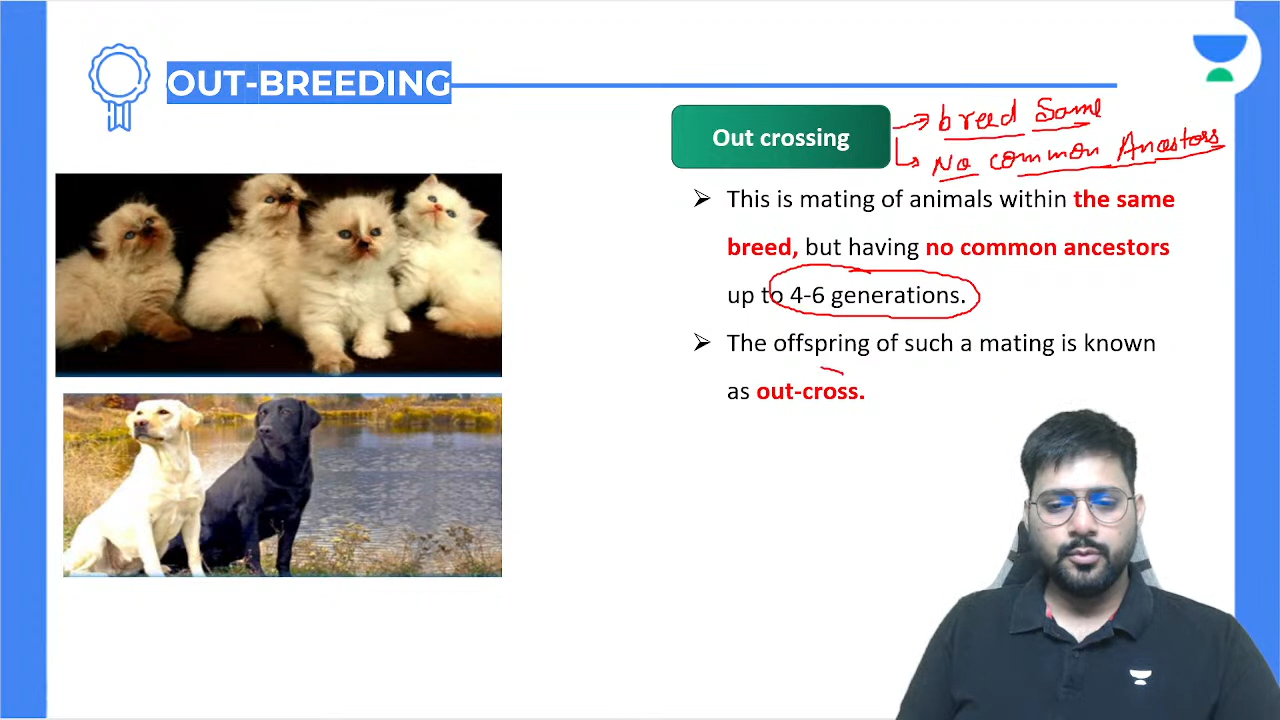 OUT-BREEDING
Out crossing
→ breed Same
↳ No common Ancestors
➢ This is mating of animals within the same
breed, but having no common ancestors
up to 4-6 generations.
➢ The offspring of such a mating is known
as out-cross.